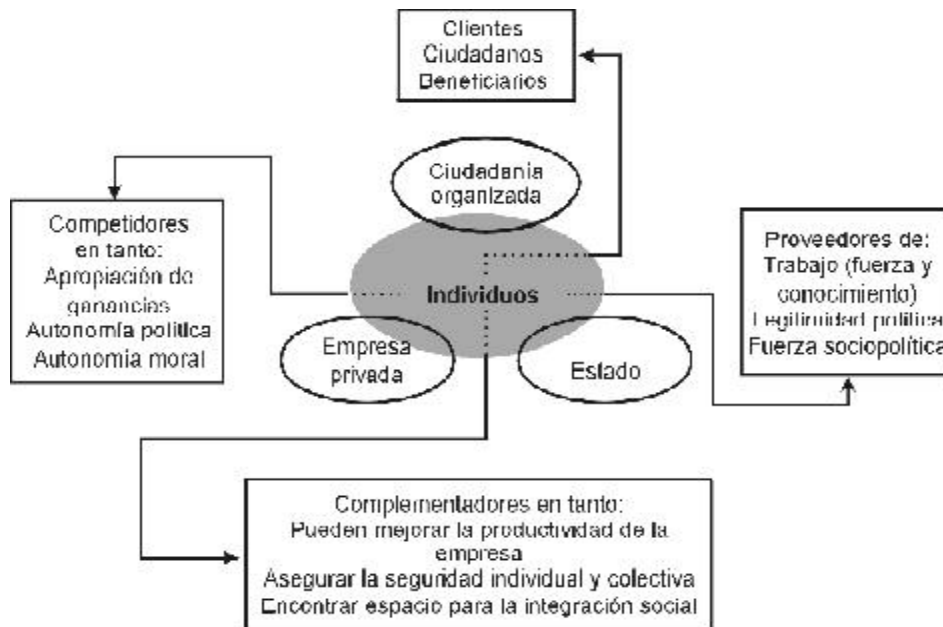 Clientes
Ciudadanos
Beneficiarios
Ciudadanía
organizada
Competidores
en tanto:
Apropiación de
ganancias
Autonomía política
Autonomía moral
Individuos
Proveedores de:
Trabajo (fuerza y
conocimiento)
Legitimidad política
Fuerza sociopolítica
Empresa
privada
Estado
Complementadores en tanto:
Pueden mejorar la productividad de la
empresa
Asegurar la seguridad individual y colectiva
Encontrar espacio para la integración social